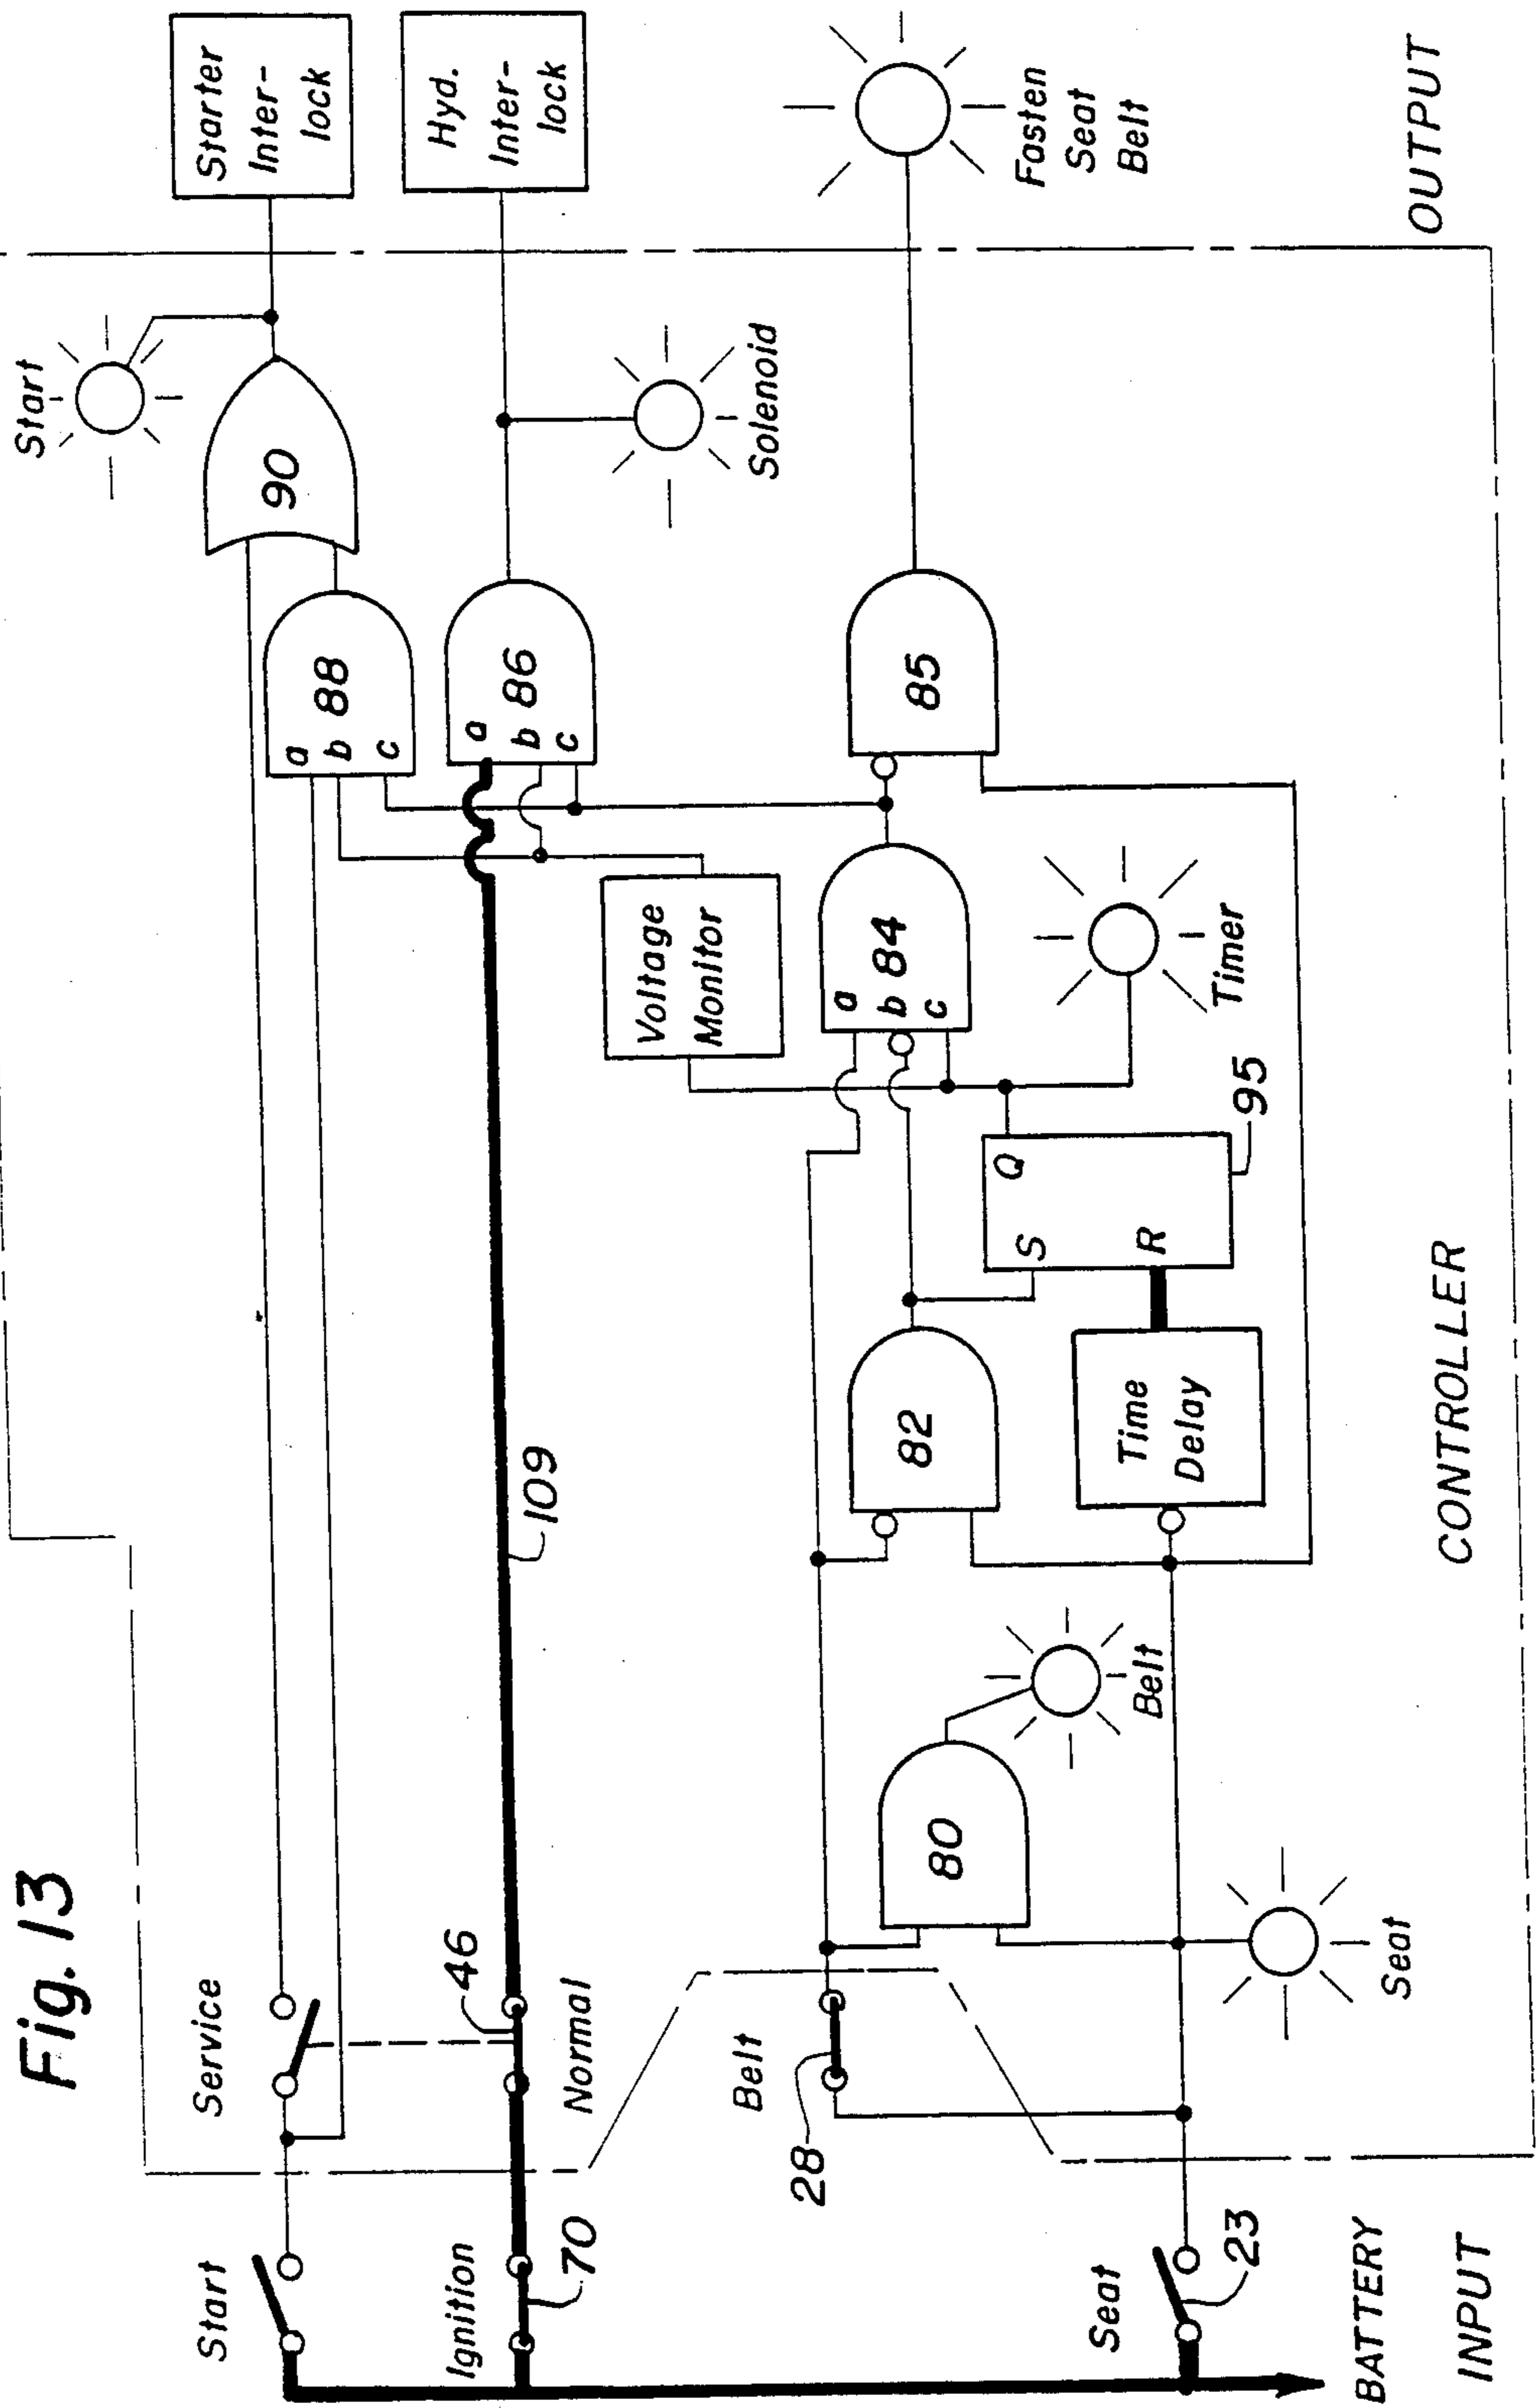 Fig. 13
Start
Service
Start
Starter
Inter-
lock
90
88
a
b
c
Ignition
70
46
Normal
109
86
a
b
c
Hyd.
Inter-
lock
Solenoid
Voltage
Monitor
Belt
28
80
Belt
82
84
a
b
c
85
Fasten
Seat
Belt
S
Q
R
95
Timer
Time
Delay
Seat
23
Seat
BATTERY
INPUT
CONTROLLER
OUTPUT